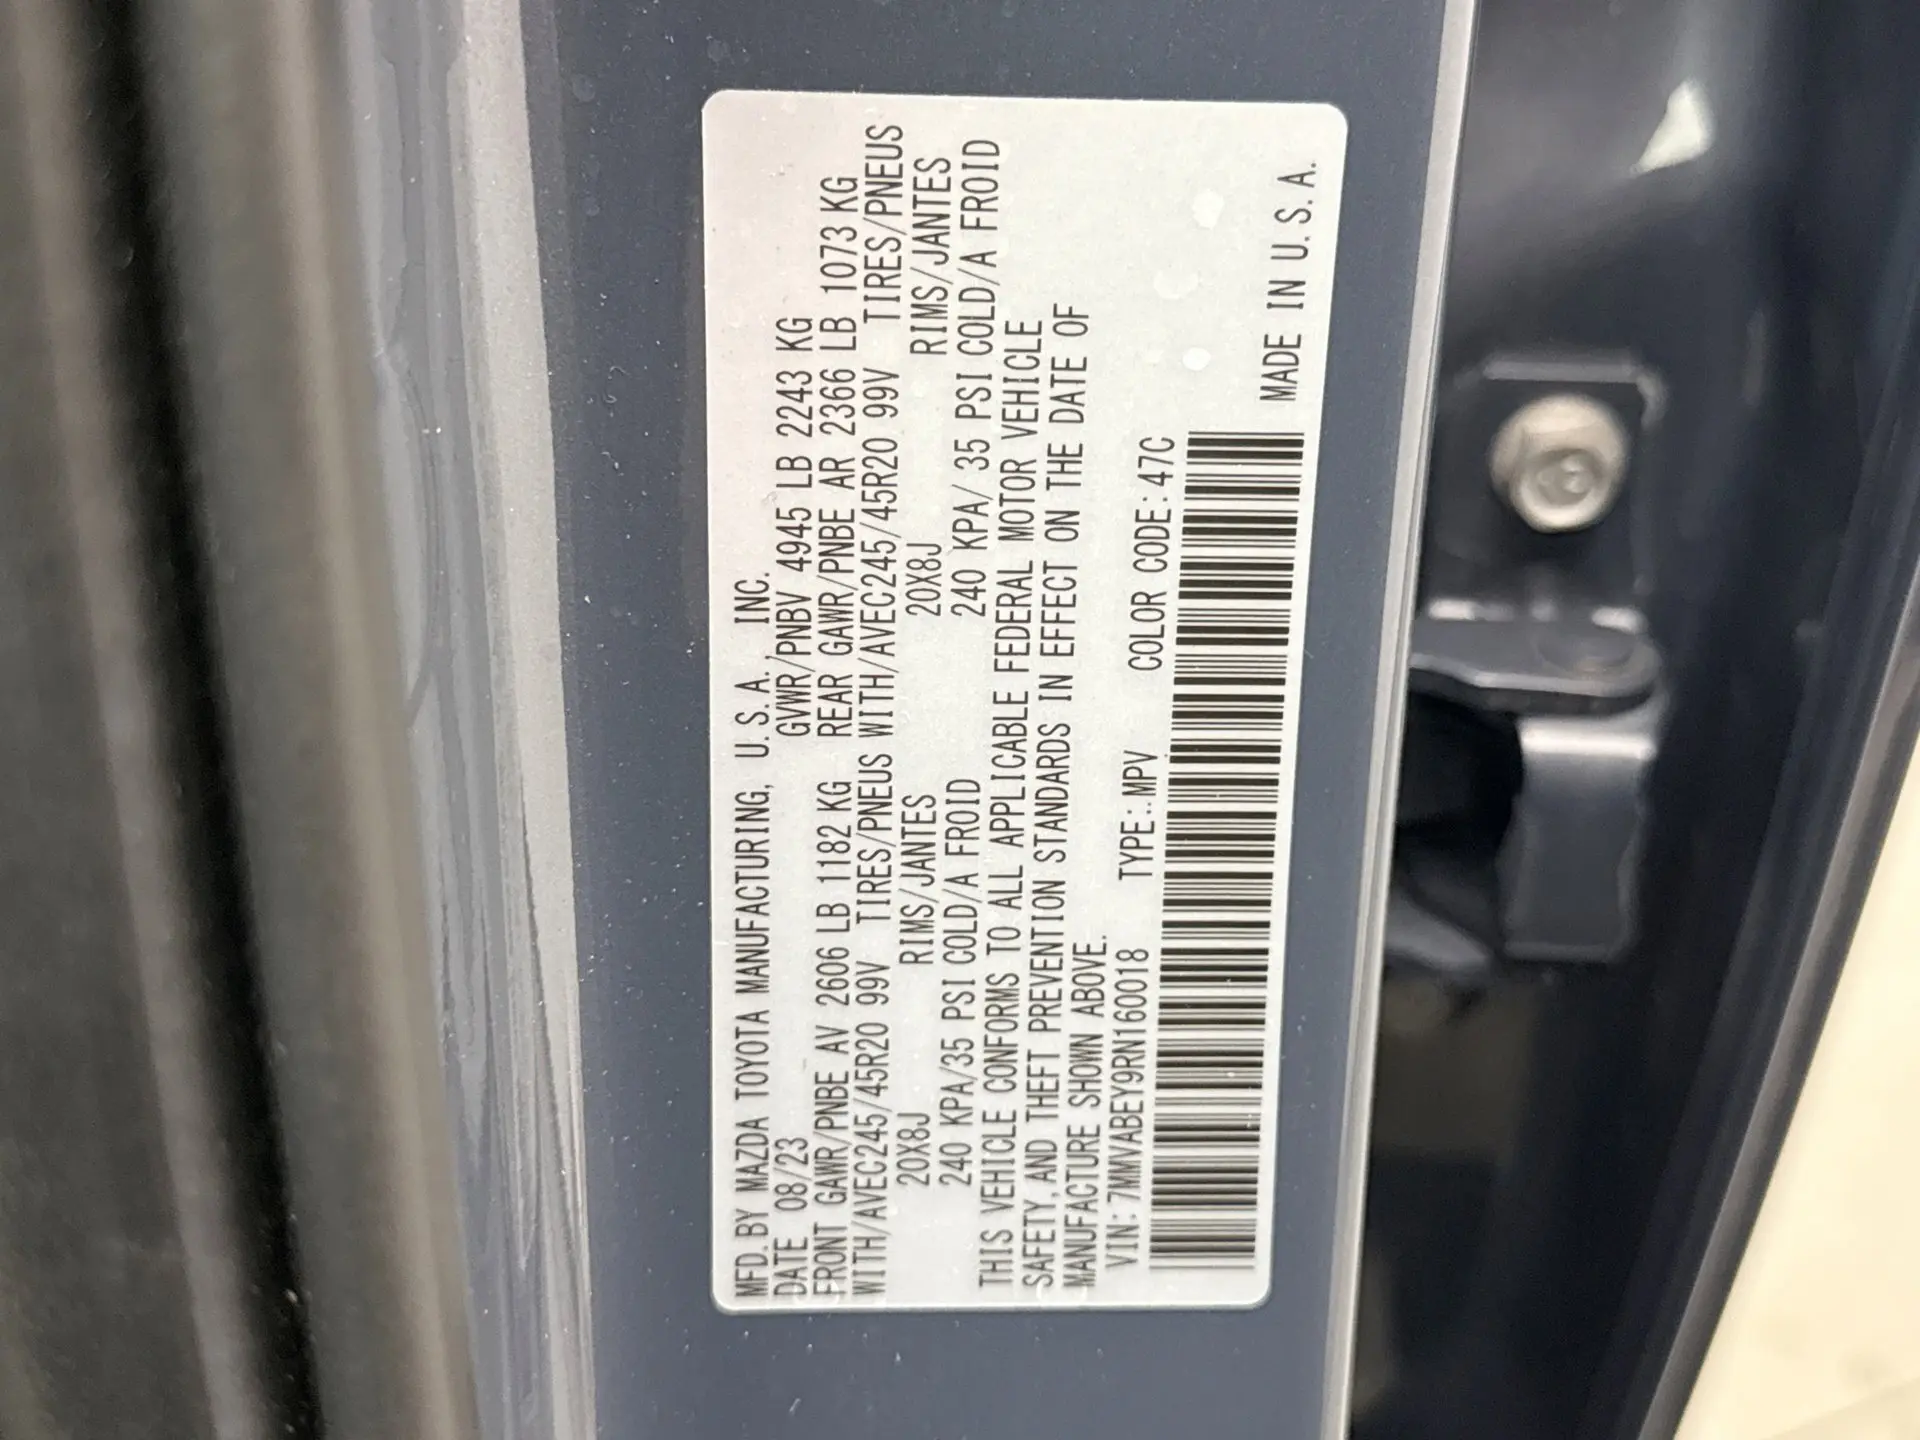 MFD. BY MAZDA TOYOTA MANUFACTURING, U.S.A., INC.
DATE 08/23 GVWR/PNBV 4945 LB 2243 KG
FRONT GAWR/PNBE AV 2606 LB 1182 KG REAR GAWR/PNBE AR 2366 LB 1073 KG
WITH/AVEC245/45R20 99V TIRES/PNEUS WITH/AVEC245/45R20 99V TIRES/PNEUS
20X8J RIMS/JANTES 20X8J RIMS/JANTES
240 KPA/35 PSI COLD/A FROID 240 KPA/ 35 PSI COLD/A FROID
THIS VEHICLE CONFORMS TO ALL APPLICABLE FEDERAL MOTOR VEHICLE
SAFETY, AND THEFT PREVENTION STANDARDS IN EFFECT ON THE DATE OF
MANUFACTURE SHOWN ABOVE.
VIN: 7MMVABEY9RN160018 TYPE: MPV COLOR CODE: 47C
MADE IN U.S.A.